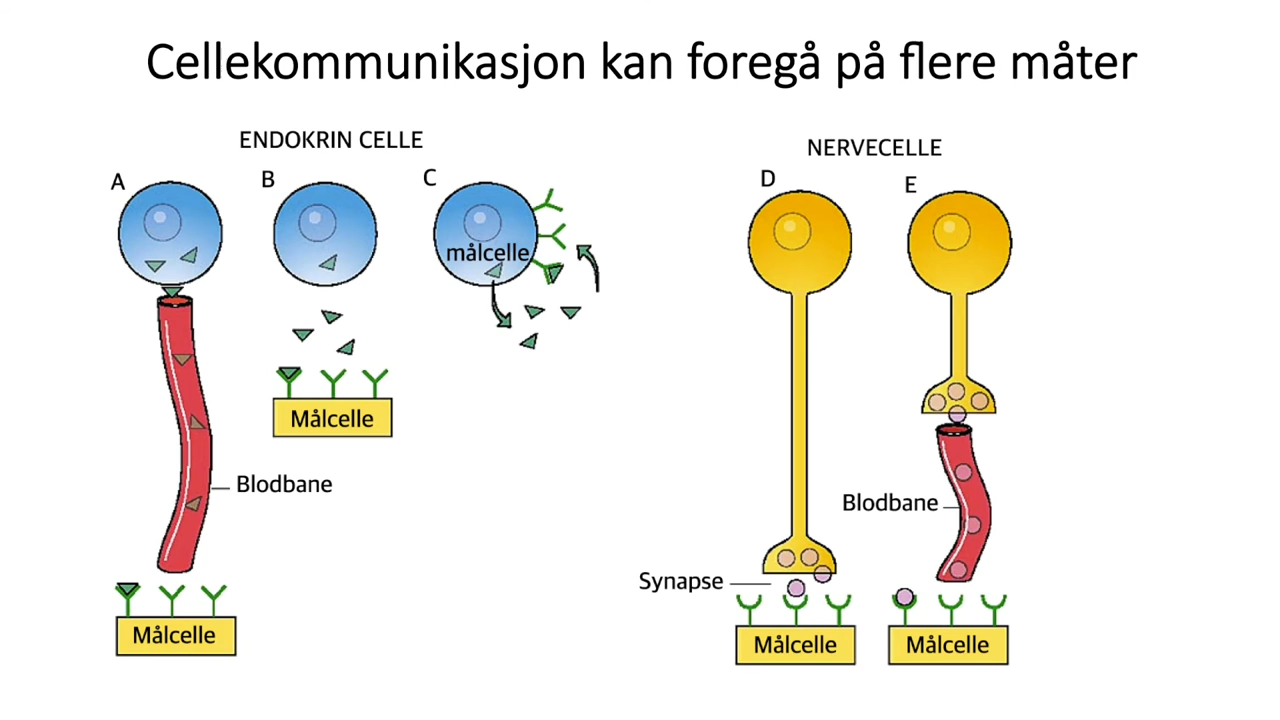 Cellekommunikasjon kan foregå på flere måter
ENDOKRIN CELLE
A
B
C
målcelle
Målcelle
Blodbane
Målcelle
NERVECELLE
D
E
Blodbane
Synapse
Målcelle
Målcelle